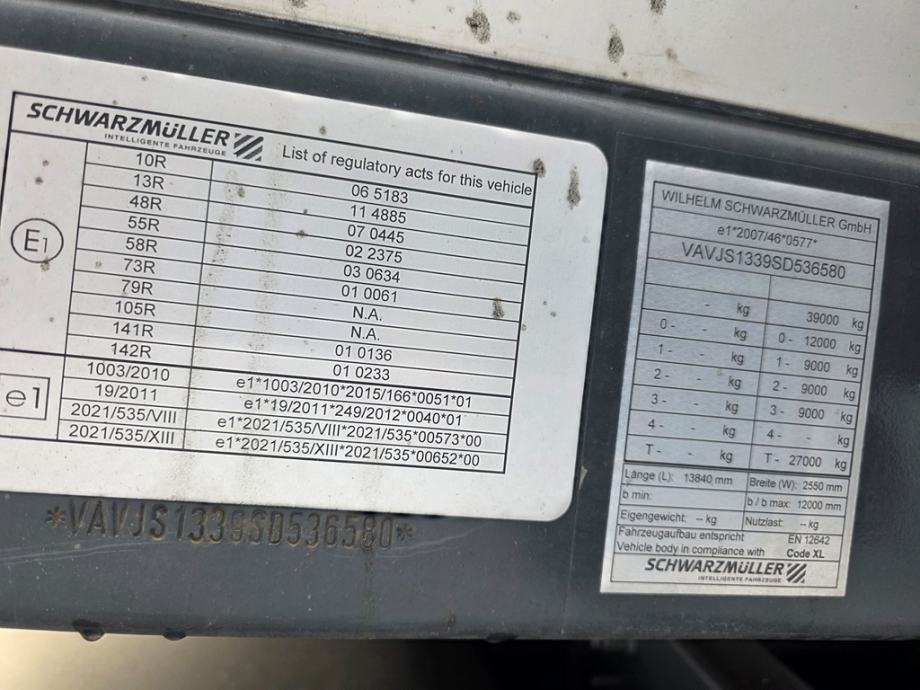 SCHWARZMÜLLER
INTELLIGENTE FAHRZEUGE
List of regulatory acts for this vehicle
10R 06 5183
13R 11 4885
48R 07 0445
55R 02 2375
58R 03 0634
73R 01 0061
79R N.A.
105R N.A.
141R 01 0136
142R 01 0233
E1
1003/2010 e1*1003/2010*2015/166*0051*01
19/2011 e1*19/2011*249/2012*0040*01
2021/535/VIII e1*2021/535/VIII*2021/535*00573*00
2021/535/XIII e1*2021/535/XIII*2021/535*00652*00
e1
*VAVJS1339SD536580*
WILHELM SCHWARZMÜLLER GmbH
e1*2007/46*0577*
VAVJS1339SD536580
- kg 39000 kg
0 - - kg 0 - 12000 kg
1 - - kg 1 - 9000 kg
2 - - kg 2 - 9000 kg
3 - - kg 3 - 9000 kg
4 - - kg 4 - - kg
T - - kg T - 27000 kg
Länge (L): 13840 mm Breite (W): 2550 mm
b min: b / b max: 12000 mm
Eigengewicht: -- kg Nutzlast: -- kg
Fahrzeugaufbau entspricht EN 12642
Vehicle body in compliance with Code XL
SCHWARZMÜLLER
INTELLIGENTE FAHRZEUGE